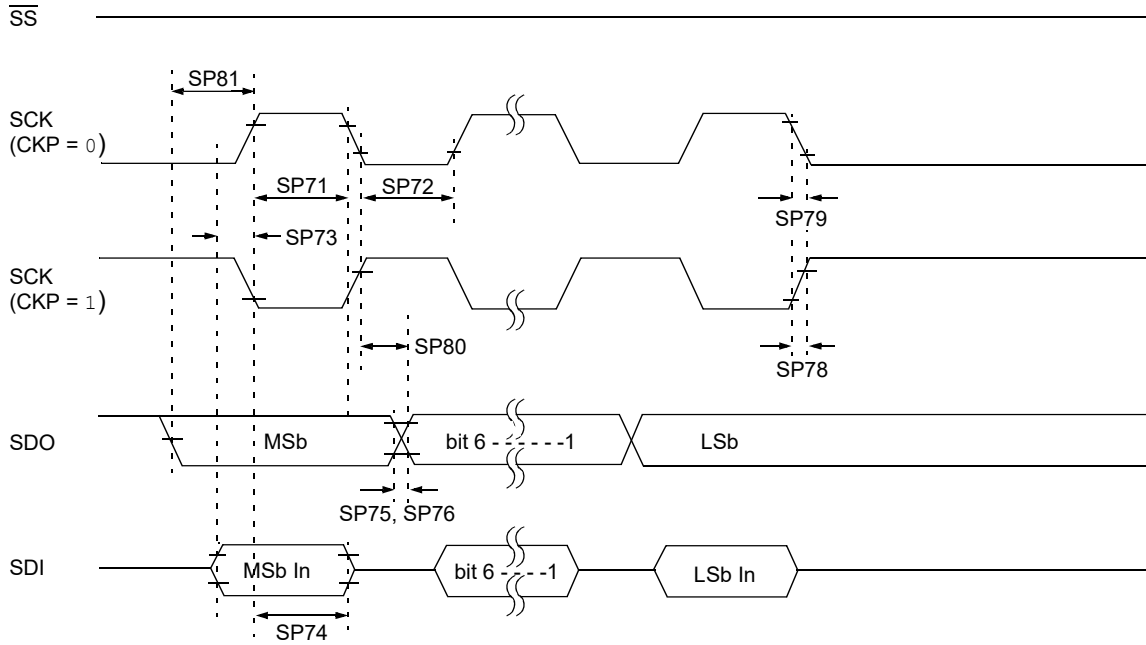 SS
SP81
SCK
(CKP = 0)
SP71
SP72
SP79
SP73
SCK
(CKP = 1)
SP80
SP78
SDO
MSb
bit 6 - - - - - - -1
LSb
SP75, SP76
SDI
MSb In
bit 6 - - - - -1
LSb In
SP74